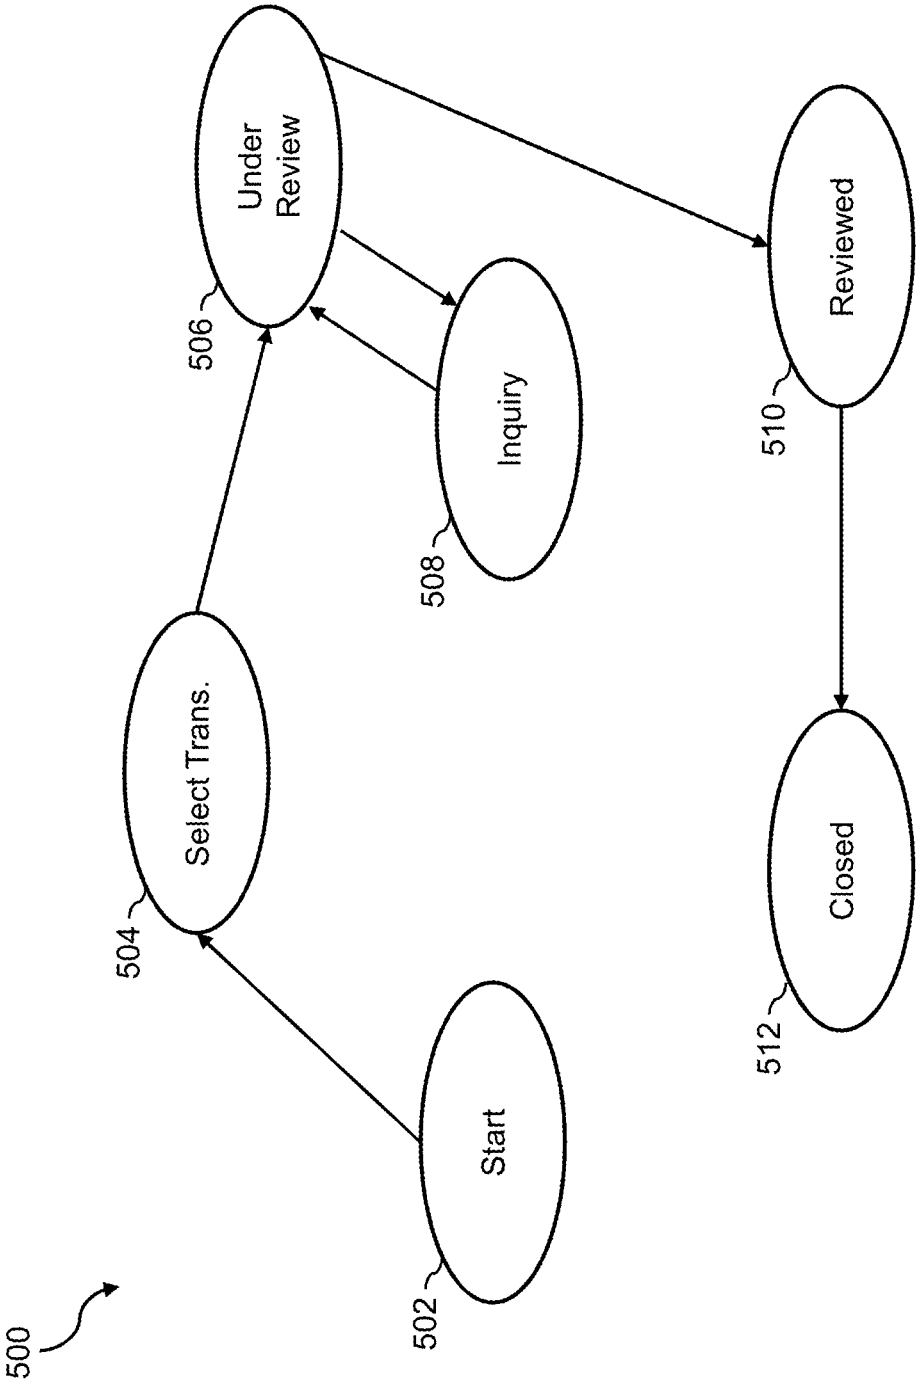 500
502
Start
504
Select Trans.
506
Under
Review
508
Inquiry
510
Reviewed
512
Closed